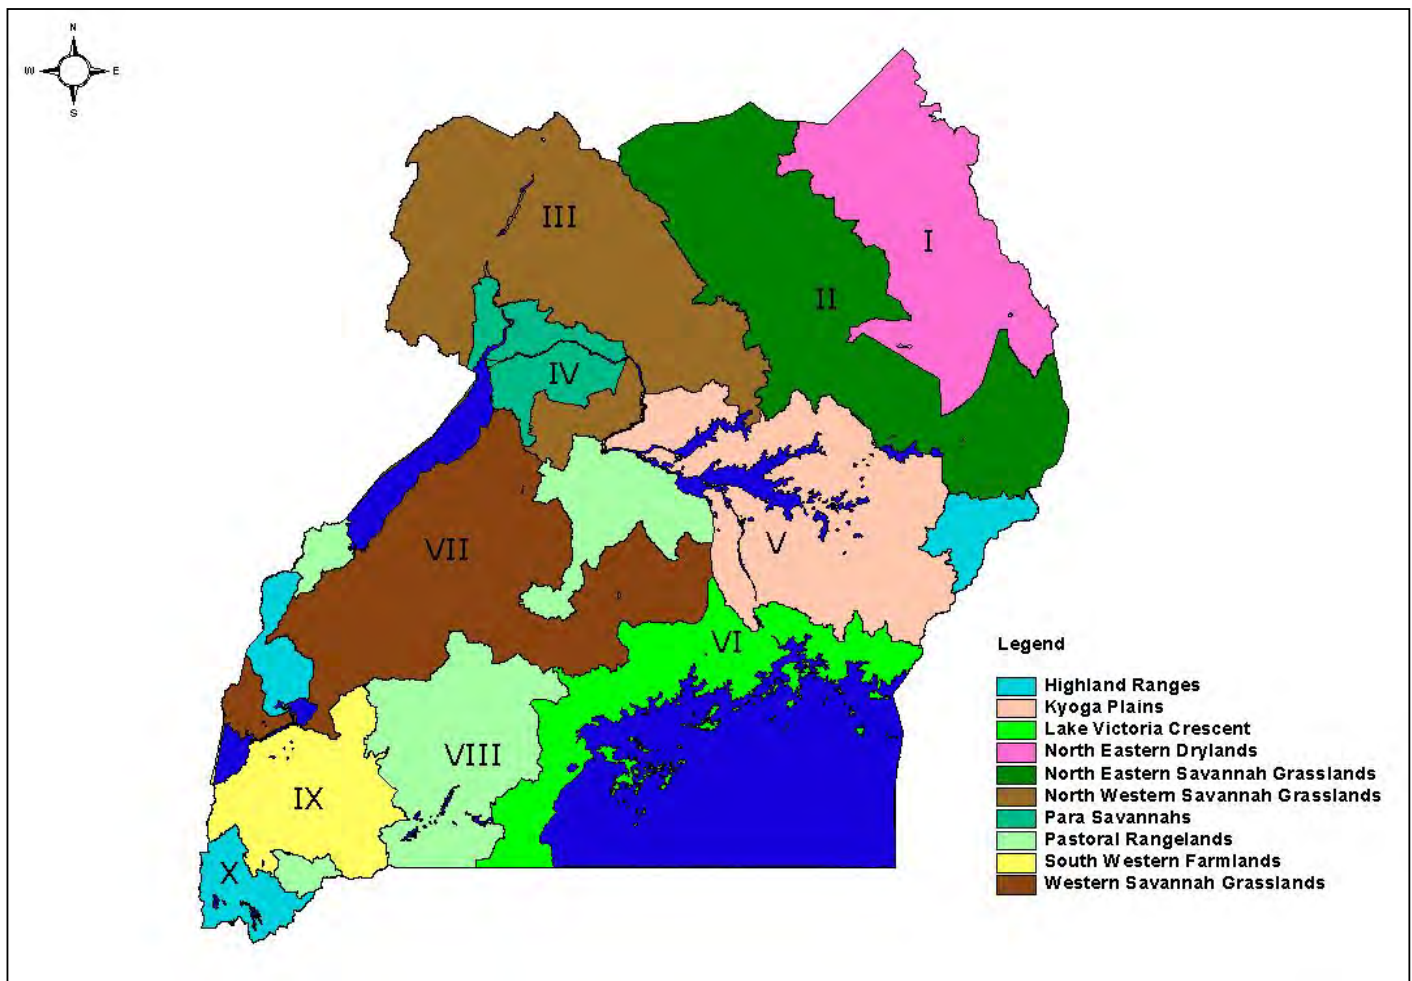 N
W E
S
I
III
II
IV
V
VII
VI
VIII
IX
X
Legend
Highland Ranges
Kyoga Plains
Lake Victoria Crescent
North Eastern Drylands
North Eastern Savannah Grasslands
North Western Savannah Grasslands
Para Savannahs
Pastoral Rangelands
South Western Farmlands
Western Savannah Grasslands